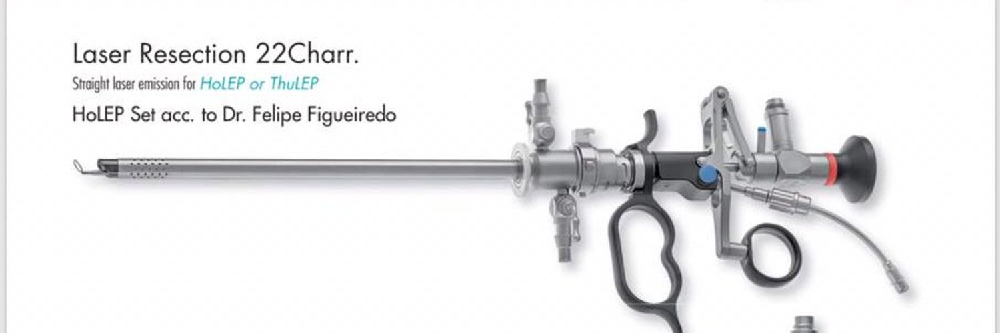 Laser Resection 22Charr.
Straight laser emission for HoLEP or ThuLEP
HoLEP Set acc. to Dr. Felipe Figueiredo